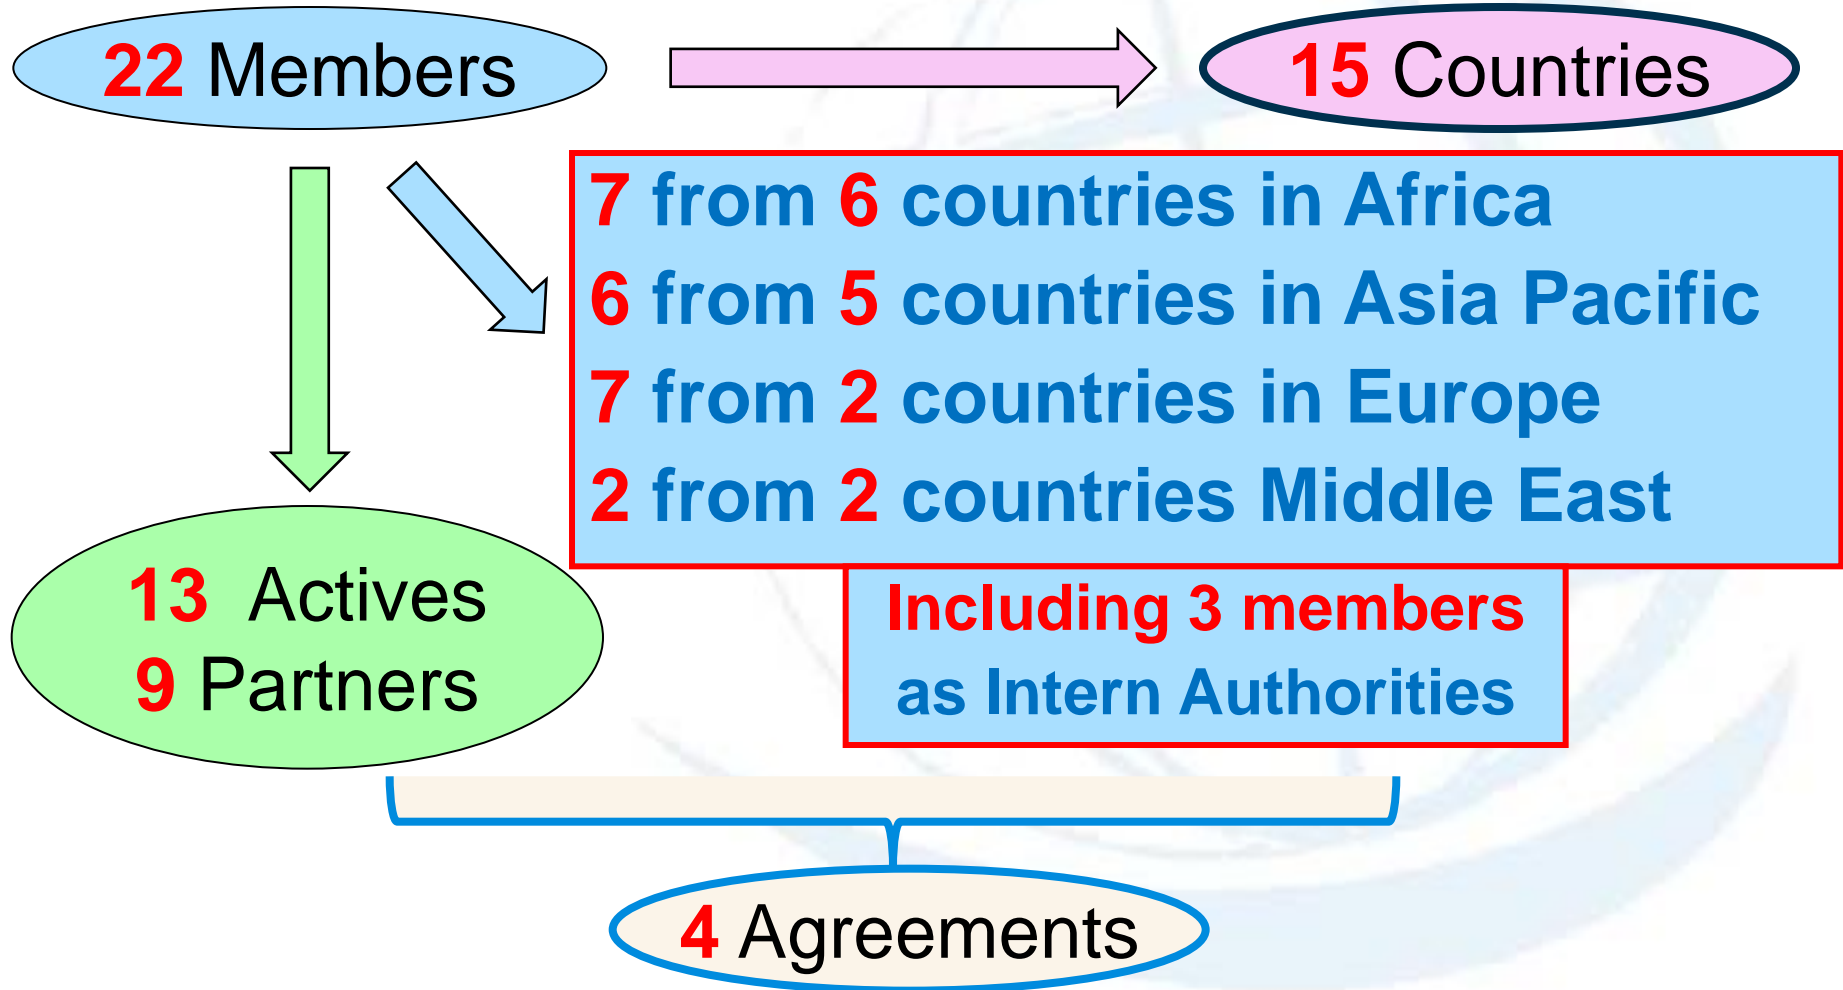 22 Members
15 Countries
7 from 6 countries in Africa
6 from 5 countries in Asia Pacific
7 from 2 countries in Europe
2 from 2 countries Middle East
13 Actives
9 Partners
Including 3 members
as Intern Authorities
4 Agreements